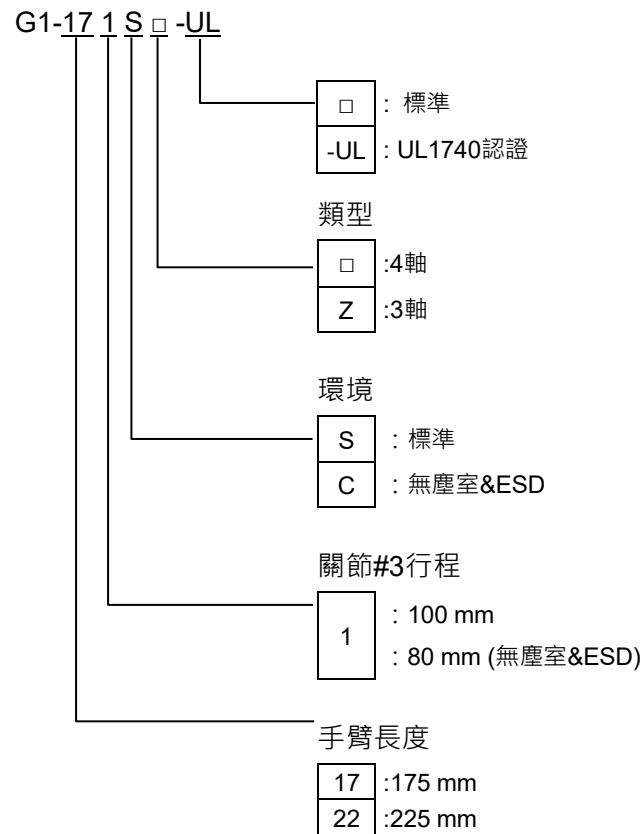 G1-17 1 S □ -UL
□ : 標準
-UL : UL1740認證
類型
□ :4軸
Z :3軸
環境
S : 標準
C : 無塵室&ESD
關節#3行程
1
: 100 mm
: 80 mm (無塵室&ESD)
手臂長度
17 :175 mm
22 :225 mm